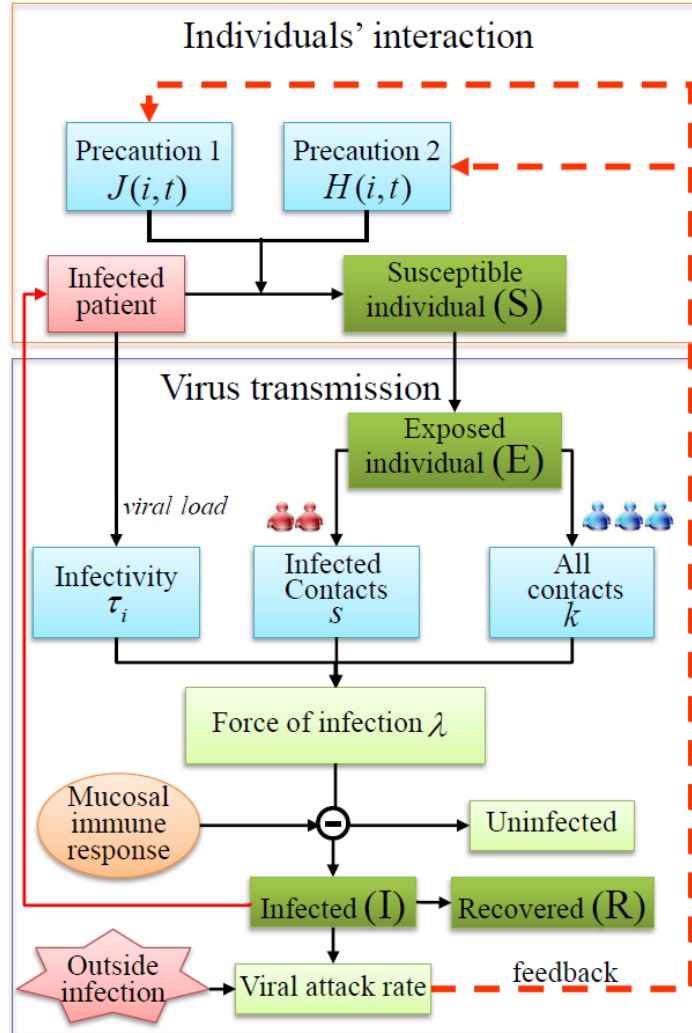 Individuals' interaction
Precaution 1
J(i,t)
Precaution 2
H(i,t)
Infected
patient
Susceptible
individual (S)
Virus transmission
Exposed
individual (E)
viral load
Infectivity
τi
Infected
Contacts
s
All
contacts
k
Force of infection λ
Mucosal
immune
response
Uninfected
Infected (I)
Recovered (R)
Outside
infection
Viral attack rate
feedback